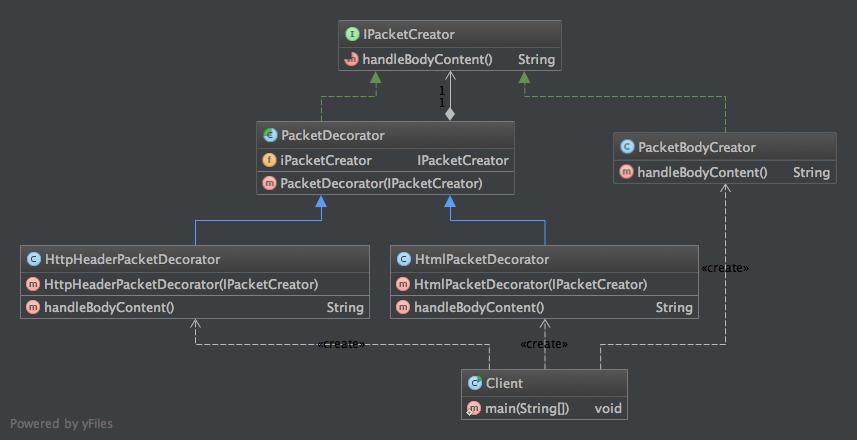 IPacketCreator
handleBodyContent() String
1
1
PacketDecorator
iPacketCreator IPacketCreator
PacketDecorator(IPacketCreator)
PacketBodyCreator
handleBodyContent() String
HttpHeaderPacketDecorator
HttpHeaderPacketDecorator(IPacketCreator)
handleBodyContent() String
HtmlPacketDecorator
HtmlPacketDecorator(IPacketCreator)
handleBodyContent() String
«create»
«create»
«create»
Client
main(String[]) void
Powered by yFiles